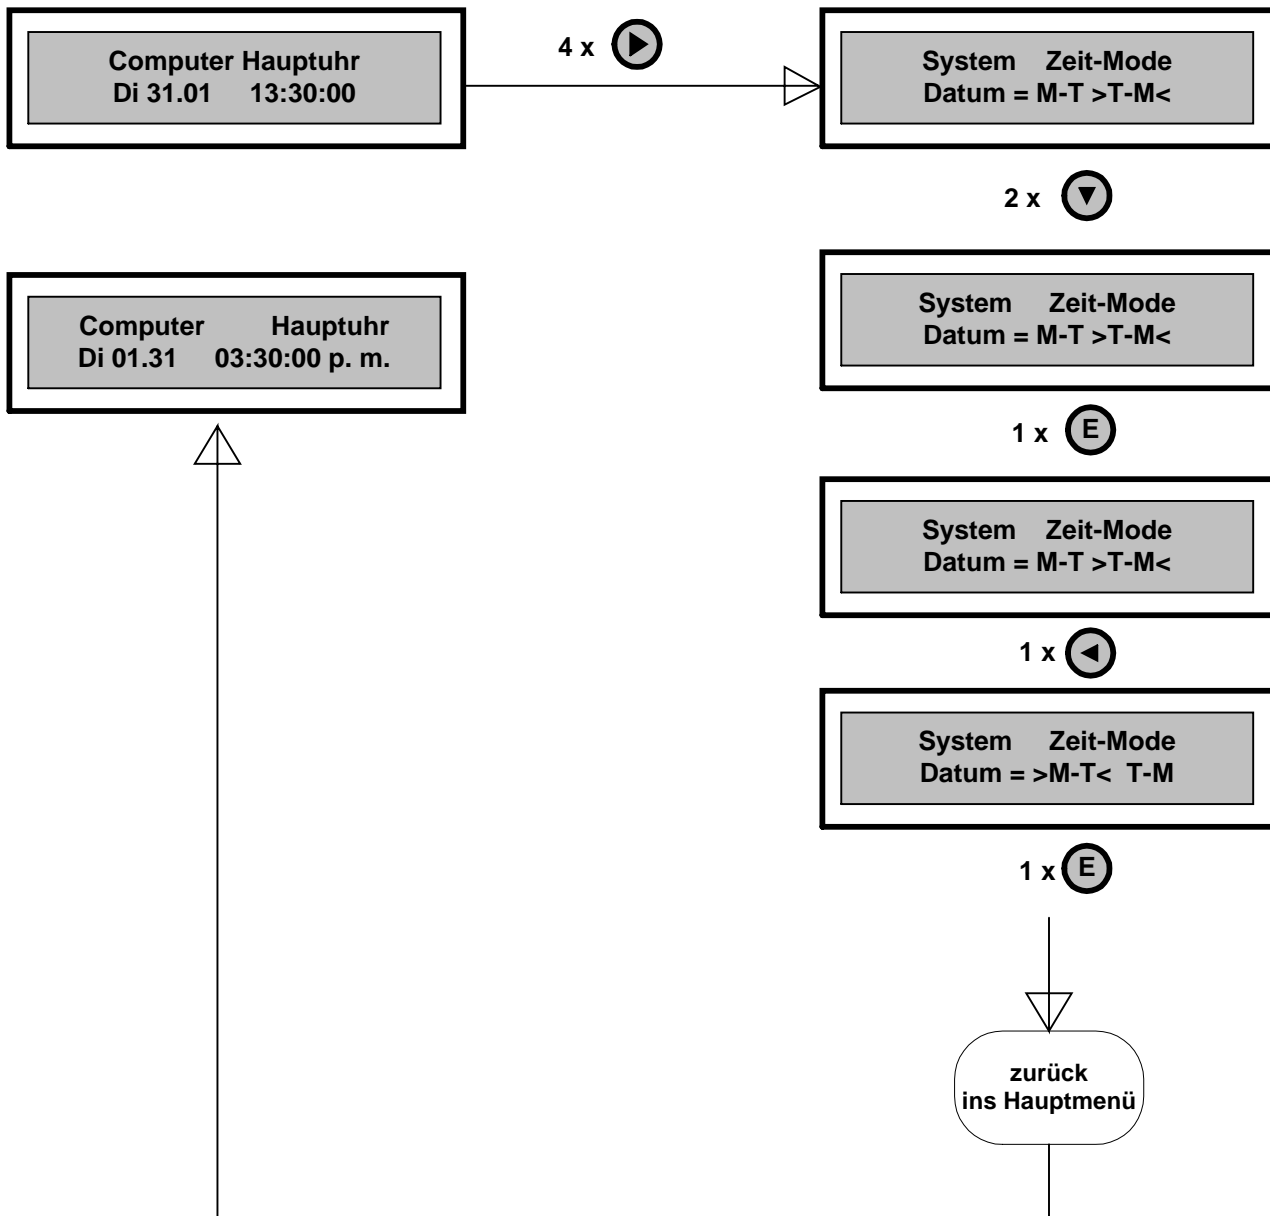 Computer Hauptuhr
Di 31.01 13:30:00
4 x
System Zeit-Mode
Datum = M-T >T-M<
2 x
System Zeit-Mode
Datum = M-T >T-M<
Computer Hauptuhr
Di 01.31 03:30:00 p. m.
1 x E
System Zeit-Mode
Datum = M-T >T-M<
1 x
System Zeit-Mode
Datum = >M-T< T-M
1 x E
zurück
ins Hauptmenü